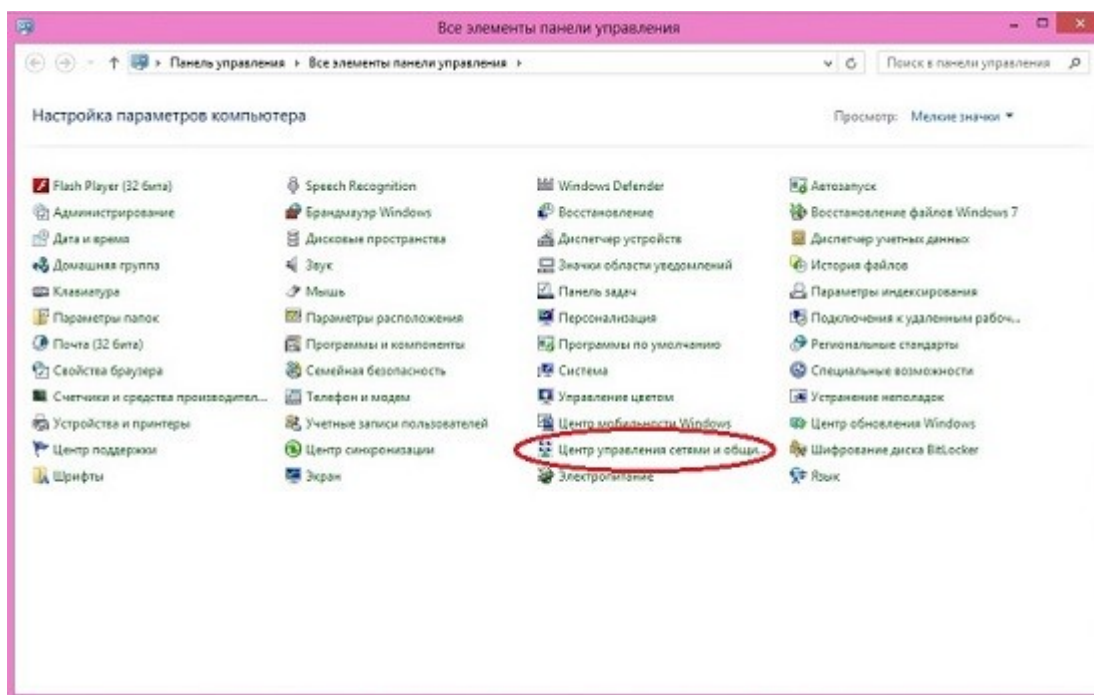 Все элементы панели управления
Панель управления Все элементы панели управления
Поиск в панели управления
Настройка параметров компьютера
Просмотр: Мелкие значки
Flash Player (32 бита)
Speech Recognition
Windows Defender
Автозапуск
Администрирование
Брандмауэр Windows
Восстановление
Восстановление файлов Windows 7
Дата и время
Дисковые пространства
Диспетчер устройств
Диспетчер учетных данных
Домашняя группа
Звук
Значки области уведомлений
История файлов
Клавиатура
Мышь
Панель задач
Параметры индексирования
Параметры папок
Параметры расположения
Персонализация
Подключения к удаленным рабоч...
Почта (32 бита)
Программы и компоненты
Программы по умолчанию
Региональные стандарты
Свойства браузера
Семейная безопасность
Система
Специальные возможности
Счетчики и средства производител...
Телефон и модем
Управление цветом
Устранение неполадок
Устройства и принтеры
Учетные записи пользователей
Центр мобильности Windows
Центр обновления Windows
Центр поддержки
Центр синхронизации
Центр управления сетями и общи...
Шифрование диска BitLocker
Шрифты
Экран
Электропитание
Язык